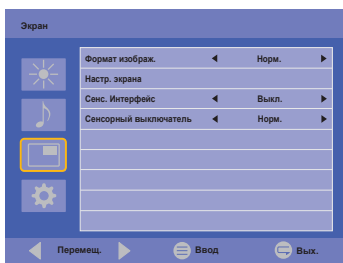 Экран
Формат изображ. Норм.
Настр. экрана
Сенс. Интерфейс Выкл.
Сенсорный выключатель Норм.
Перемещ. Ввод Вых.